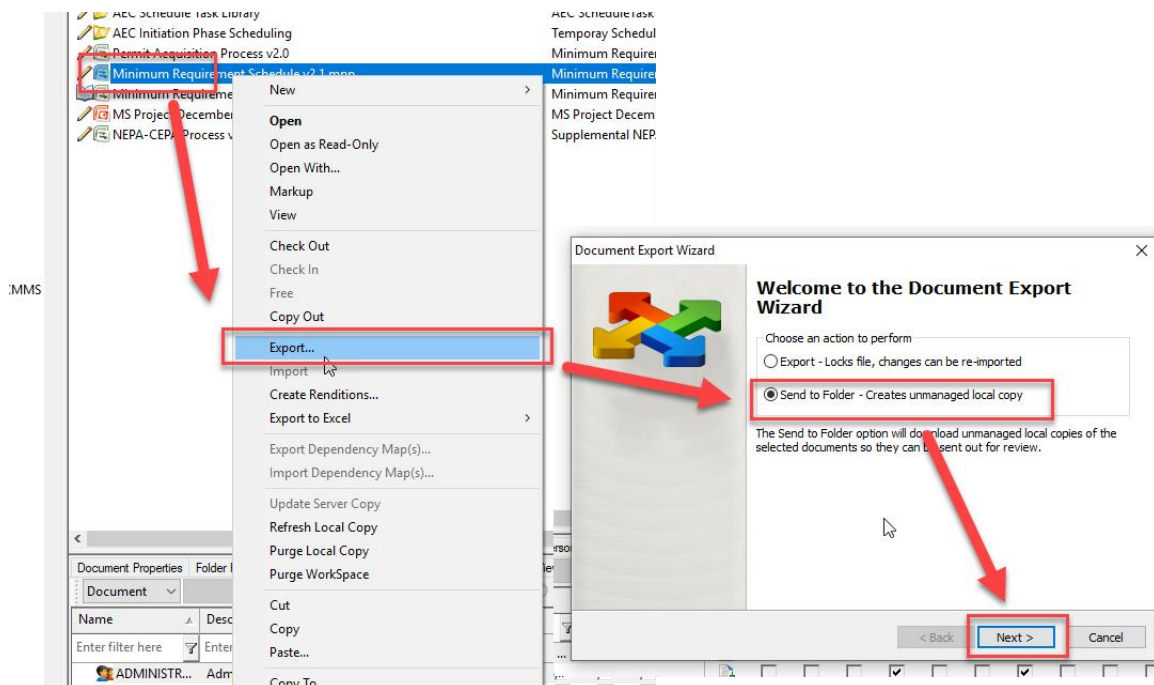 AEC Schedule Task Library
AEC ScheduleTask
AEC Initiation Phase Scheduling
Temporay Schedul
Permit Acquisition Process v2.0
Minimum Require
Minimum Requirement Schedule v2.1.mpp
Minimum Require
Minimum Requireme
Minimum Require
MS Project December
MS Project Decem
NEPA-CEPA Process v
Supplemental NEP
:MMS
New
Open
Open as Read-Only
Open With...
Markup
View
Check Out
Check In
Free
Copy Out
Export...
Import
Create Renditions...
Export to Excel
Export Dependency Map(s)...
Import Dependency Map(s)...
Update Server Copy
Refresh Local Copy
Purge Local Copy
Purge WorkSpace
Cut
Copy
Paste...
Copy To
Document Properties Folder
Document
Name Desc
Enter filter here Enter
ADMINISTR... Adm
Document Export Wizard
Welcome to the Document Export
Wizard
Choose an action to perform
Export - Locks file, changes can be re-imported
Send to Folder - Creates unmanaged local copy
The Send to Folder option will download unmanaged local copies of the
selected documents so they can be sent out for review.
< Back Next > Cancel